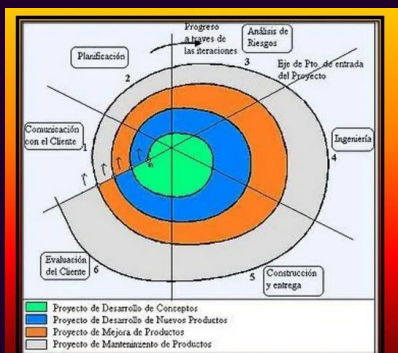 Progreso
a traves de
las iteraciones
Análisis de
Riesgos
3
Planificación
2
Eje de Pto. de entrada
del Proyecto
Comunicación
con el Cliente
1
Ingeniería
4
Evaluación
del Cliente
6
Construcción
y entrega
5
Proyecto de Desarrollo de Conceptos
Proyecto de Desarrollo de Nuevos Productos
Proyecto de Mejora de Productos
Proyecto de Mantenimiento de Productos